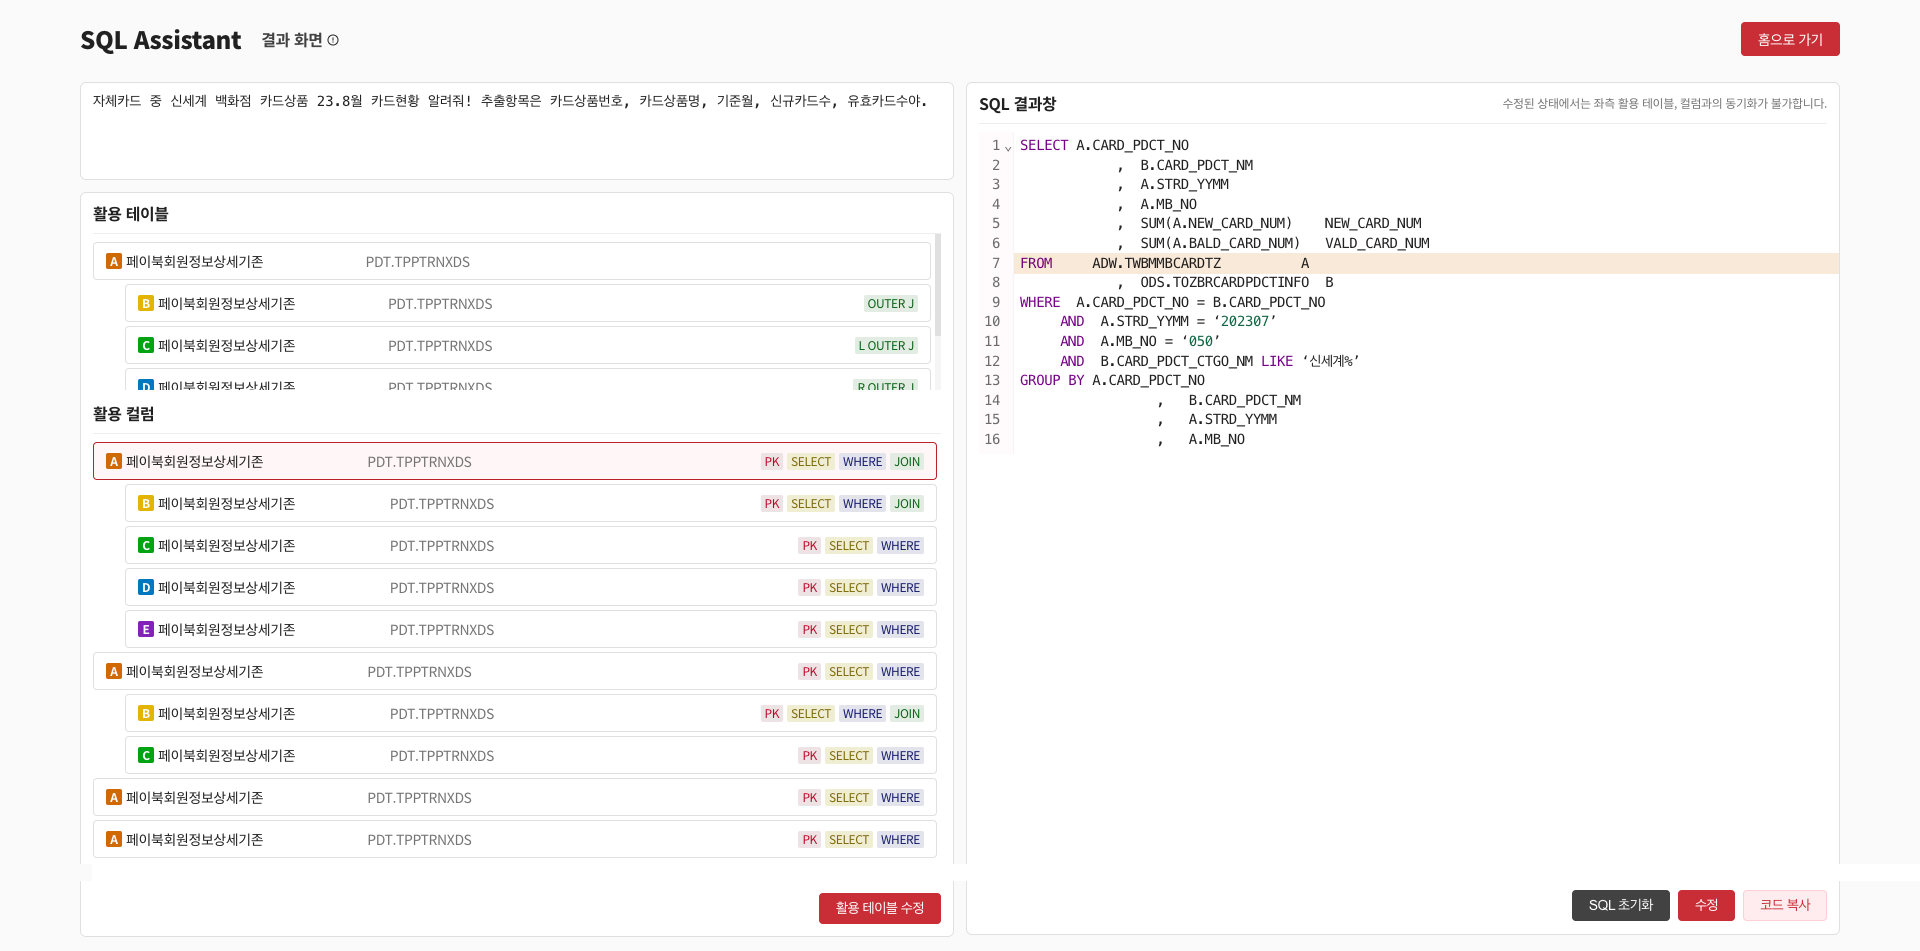 SQL Assistant 결과 화면
홈으로 가기
자체카드 중 신세계 백화점 카드상품 23.8월 카드현황 알려줘! 추출항목은 카드상품번호, 카드상품명, 기준월, 신규카드수, 유효카드수야.
활용 테이블
A 페이북회원정보상세기존 PDT.TPPTRNXDS
B 페이북회원정보상세기존 PDT.TPPTRNXDS OUTER J
C 페이북회원정보상세기존 PDT.TPPTRNXDS L OUTER J
D 페이북회원정보상세기존 PDT.TPPTRNXDS R OUTER J
활용 컬럼
A 페이북회원정보상세기존 PDT.TPPTRNXDS PK SELECT WHERE JOIN
B 페이북회원정보상세기존 PDT.TPPTRNXDS PK SELECT WHERE JOIN
C 페이북회원정보상세기존 PDT.TPPTRNXDS PK SELECT WHERE
D 페이북회원정보상세기존 PDT.TPPTRNXDS PK SELECT WHERE
E 페이북회원정보상세기존 PDT.TPPTRNXDS PK SELECT WHERE
A 페이북회원정보상세기존 PDT.TPPTRNXDS PK SELECT WHERE
B 페이북회원정보상세기존 PDT.TPPTRNXDS PK SELECT WHERE JOIN
C 페이북회원정보상세기존 PDT.TPPTRNXDS PK SELECT WHERE
A 페이북회원정보상세기존 PDT.TPPTRNXDS PK SELECT WHERE
A 페이북회원정보상세기존 PDT.TPPTRNXDS PK SELECT WHERE
활용 테이블 수정
SQL 결과창 수정된 상태에서는 좌측 활용 테이블, 컬럼과의 동기화가 불가합니다.
1 SELECT A.CARD_PDCT_NO
2 , B.CARD_PDCT_NM
3 , A.STRD_YYMM
4 , A.MB_NO
5 , SUM(A.NEW_CARD_NUM) NEW_CARD_NUM
6 , SUM(A.BALD_CARD_NUM) VALD_CARD_NUM
7 FROM ADW.TWBMMBCARDTZ A
8 , ODS.TOZBRCARDPDCTINFO B
9 WHERE A.CARD_PDCT_NO = B.CARD_PDCT_NO
10 AND A.STRD_YYMM = ‘202307’
11 AND A.MB_NO = ‘050’
12 AND B.CARD_PDCT_CTGO_NM LIKE ‘신세계%’
13 GROUP BY A.CARD_PDCT_NO
14 , B.CARD_PDCT_NM
15 , A.STRD_YYMM
16 , A.MB_NO
SQL 초기화 수정 코드 복사